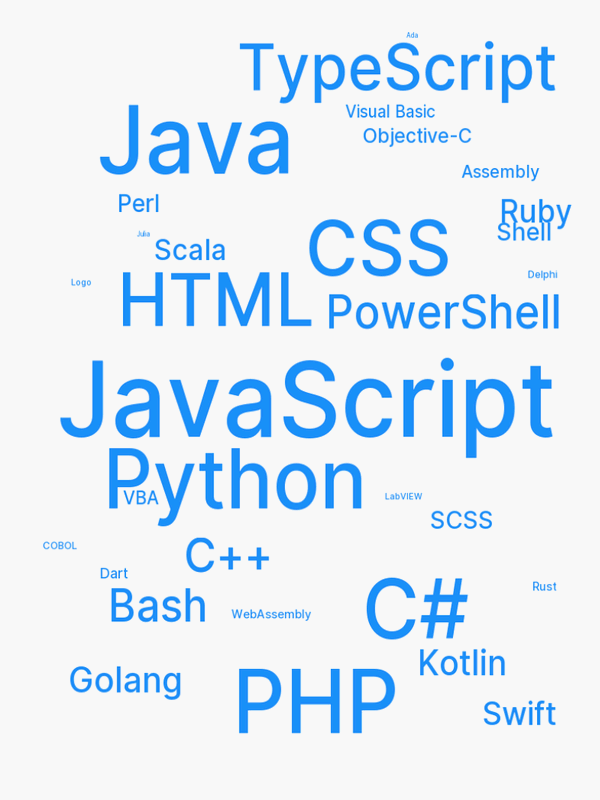 Ada
TypeScript
Visual Basic
Java
Objective-C
Assembly
Perl
Ruby
Shell
Julia
Scala
CSS
Delphi
Logo
HTML
PowerShell
JavaScript
Python
VBA
LabVIEW
SCSS
COBOL
C++
Dart
Rust
Bash
WebAssembly
C#
Kotlin
Golang
PHP
Swift